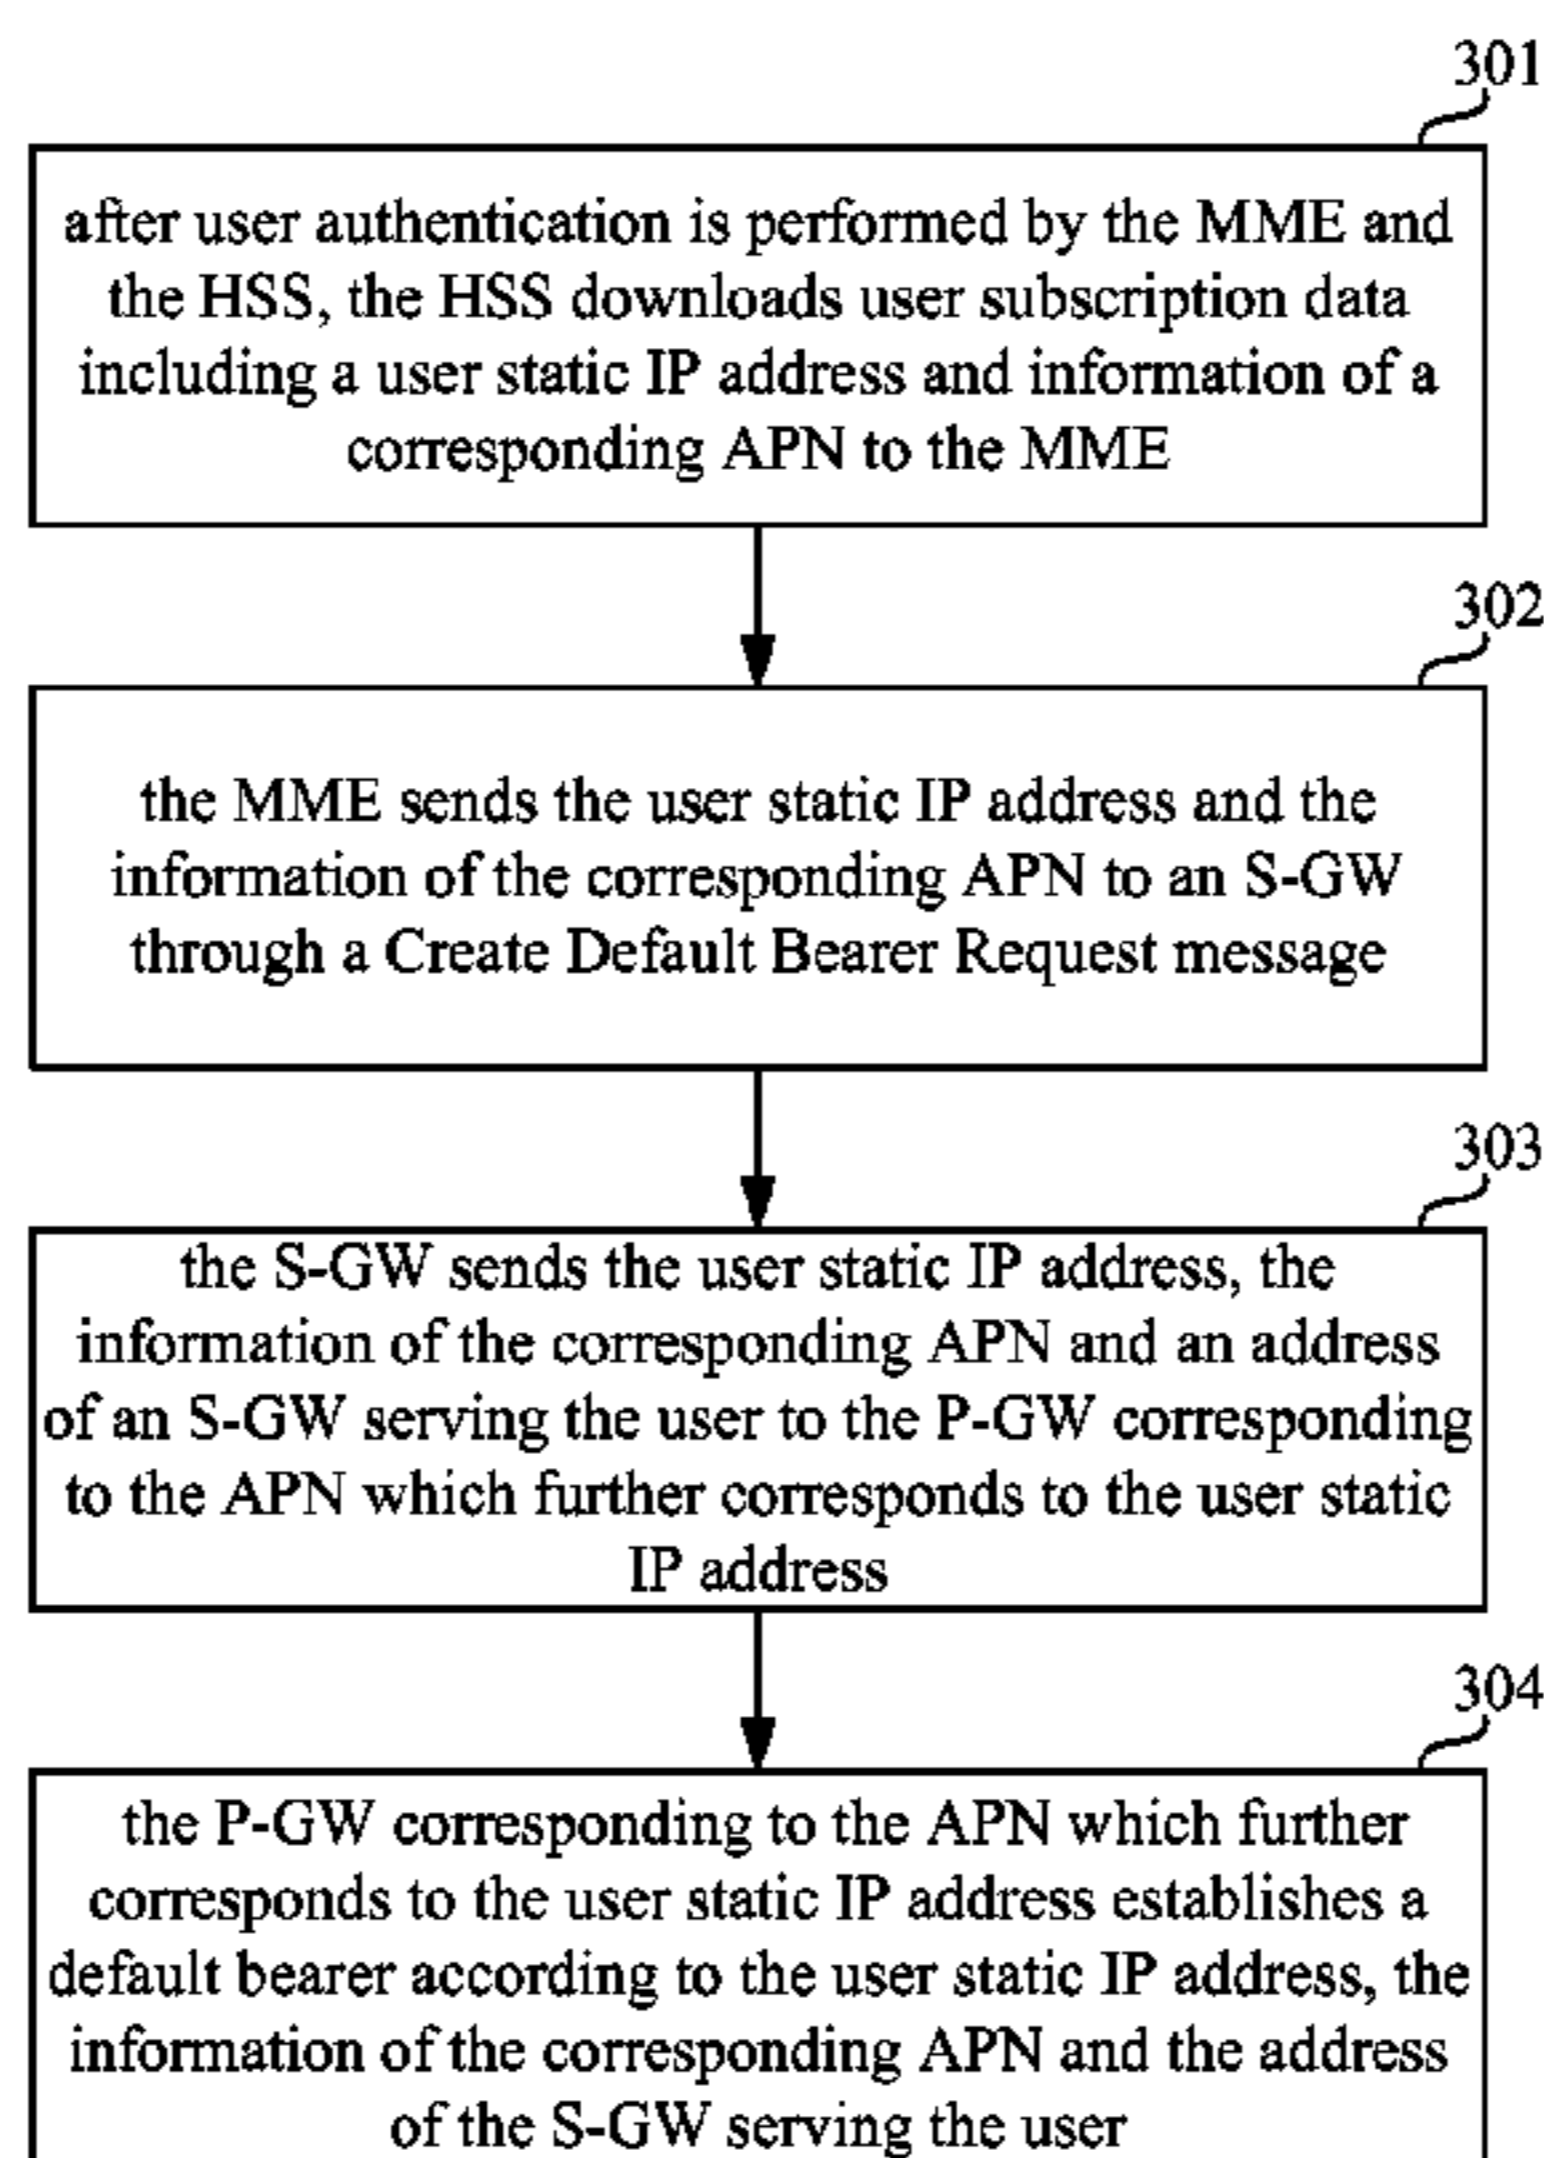 301
after user authentication is performed by the MME and
the HSS, the HSS downloads user subscription data
including a user static IP address and information of a
corresponding APN to the MME
302
the MME sends the user static IP address and the
information of the corresponding APN to an S-GW
through a Create Default Bearer Request message
303
the S-GW sends the user static IP address, the
information of the corresponding APN and an address
of an S-GW serving the user to the P-GW corresponding
to the APN which further corresponds to the user static
IP address
304
the P-GW corresponding to the APN which further
corresponds to the user static IP address establishes a
default bearer according to the user static IP address, the
information of the corresponding APN and the address
of the S-GW serving the user